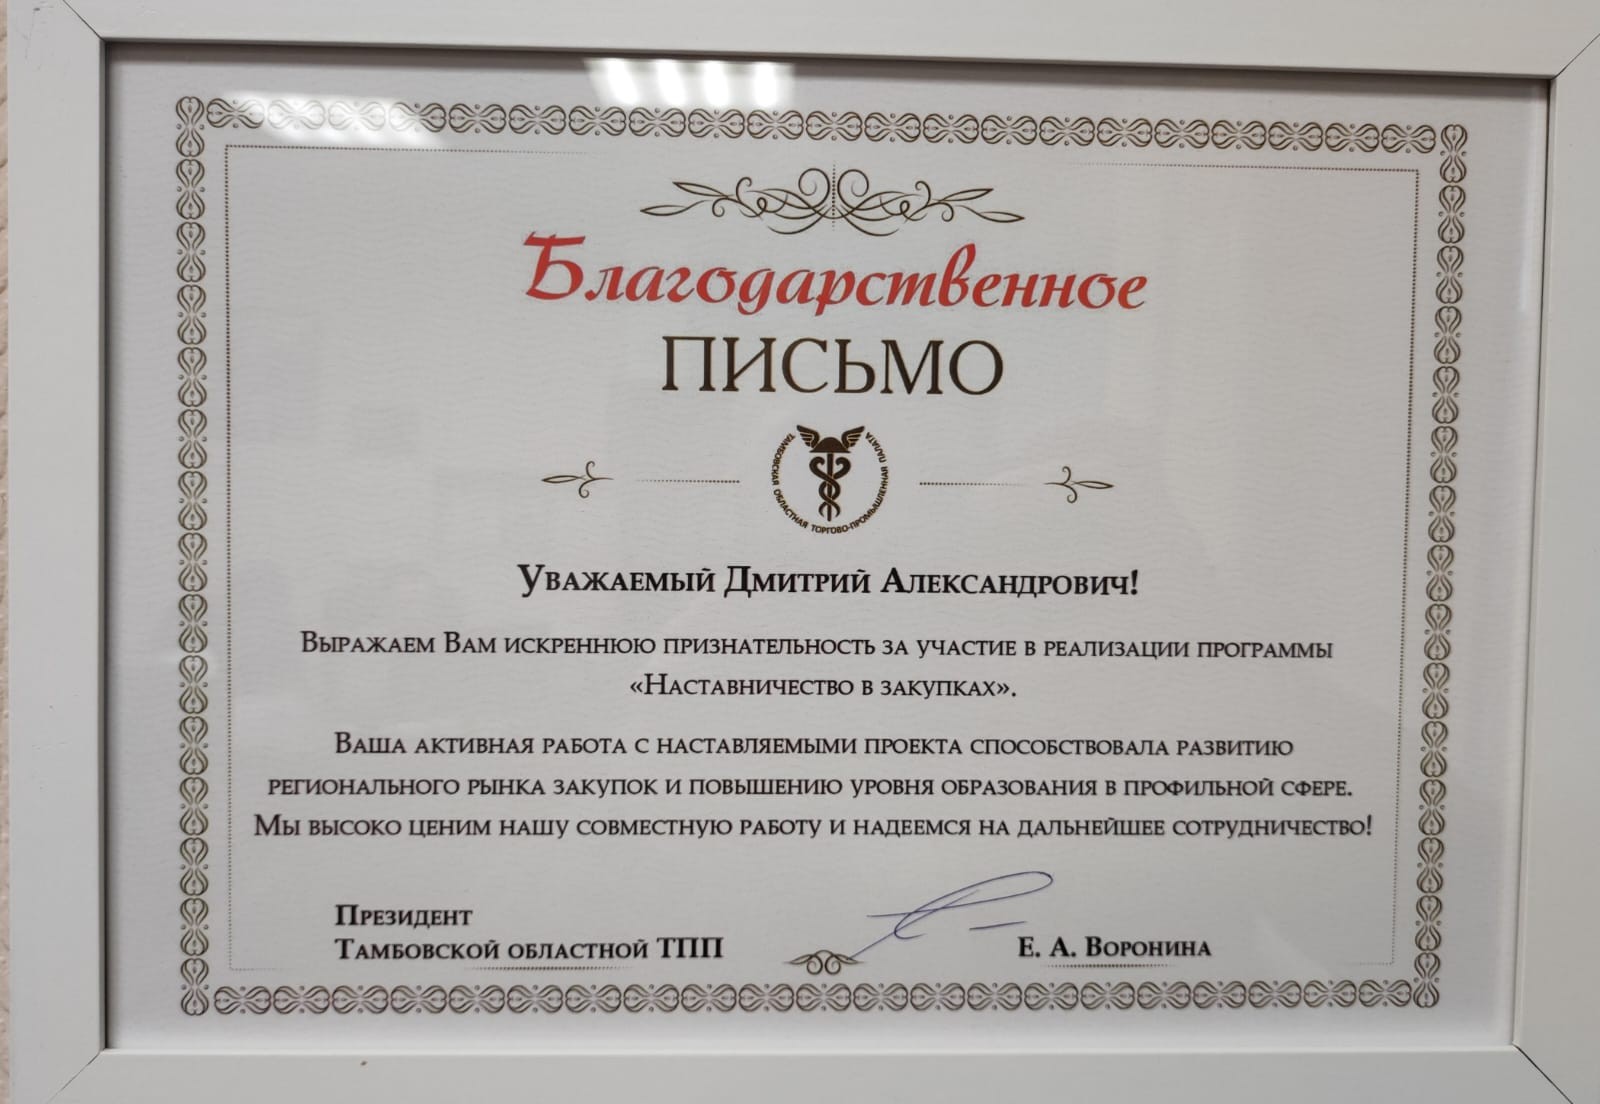 Благодарственное
ПИСЬМО
ТАМБОВСКАЯ ОБЛАСТНАЯ ТОРГОВО-ПРОМЫШЛЕННАЯ ПАЛАТА
Уважаемый Дмитрий Александрович!
Выражаем Вам искреннюю признательность за участие в реализации программы
«Наставничество в закупках».
Ваша активная работа с наставляемыми проекта способствовала развитию
регионального рынка закупок и повышению уровня образования в профильной сфере.
Мы высоко ценим нашу совместную работу и надеемся на дальнейшее сотрудничество!
Президент
Тамбовской областной ТПП
Е. А. Воронина